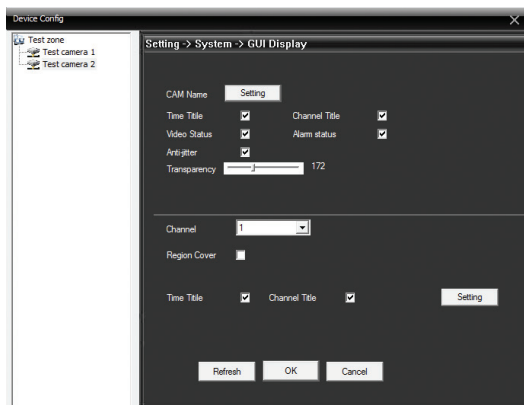 Device Config
Test zone
Test camera 1
Test camera 2
Setting -> System -> GUI Display
CAM Name Setting
Time Titile Channel Title
Video Status Alarm status
Anti-jitter
Transparency 172
Channel 1
Region Cover
Time Titile Channel Title Setting
Refresh OK Cancel